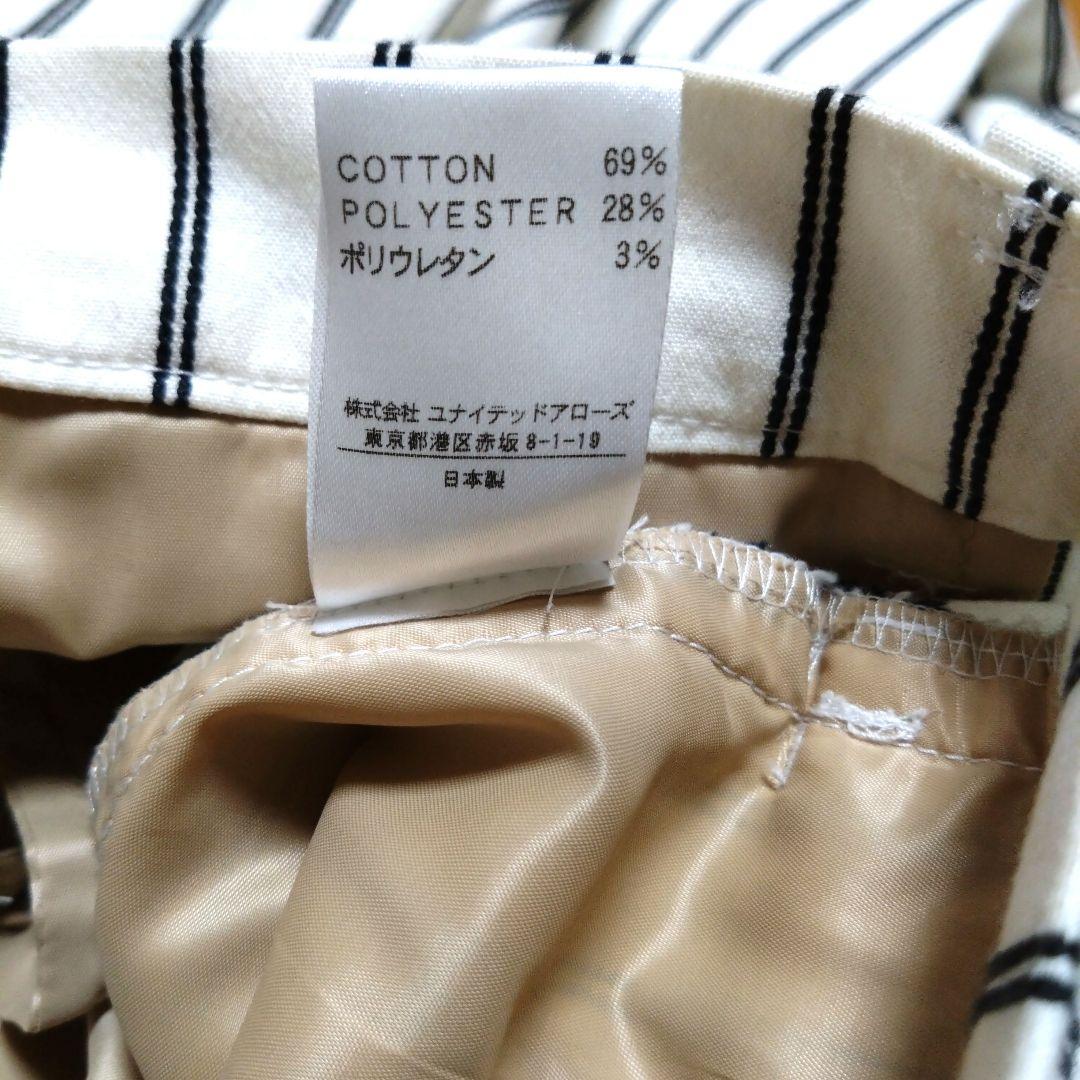 COTTON 69%
POLYESTER 28%
ポリウレタン 3%
株式会社 ユナイテッドアローズ
東京都港区赤坂8-1-19
日本製